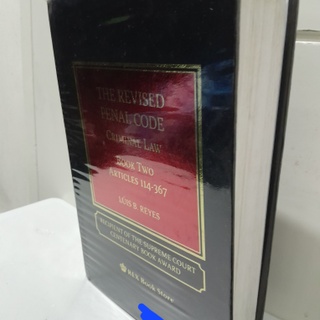 THE REVISED
PENAL CODE
CRIMINAL LAW
BOOK TWO
ARTICLES 114-367
LUIS B. REYES
RECIPIENT OF THE SUPREME COURT
CENTENARY BOOK AWARD
REX Book Store